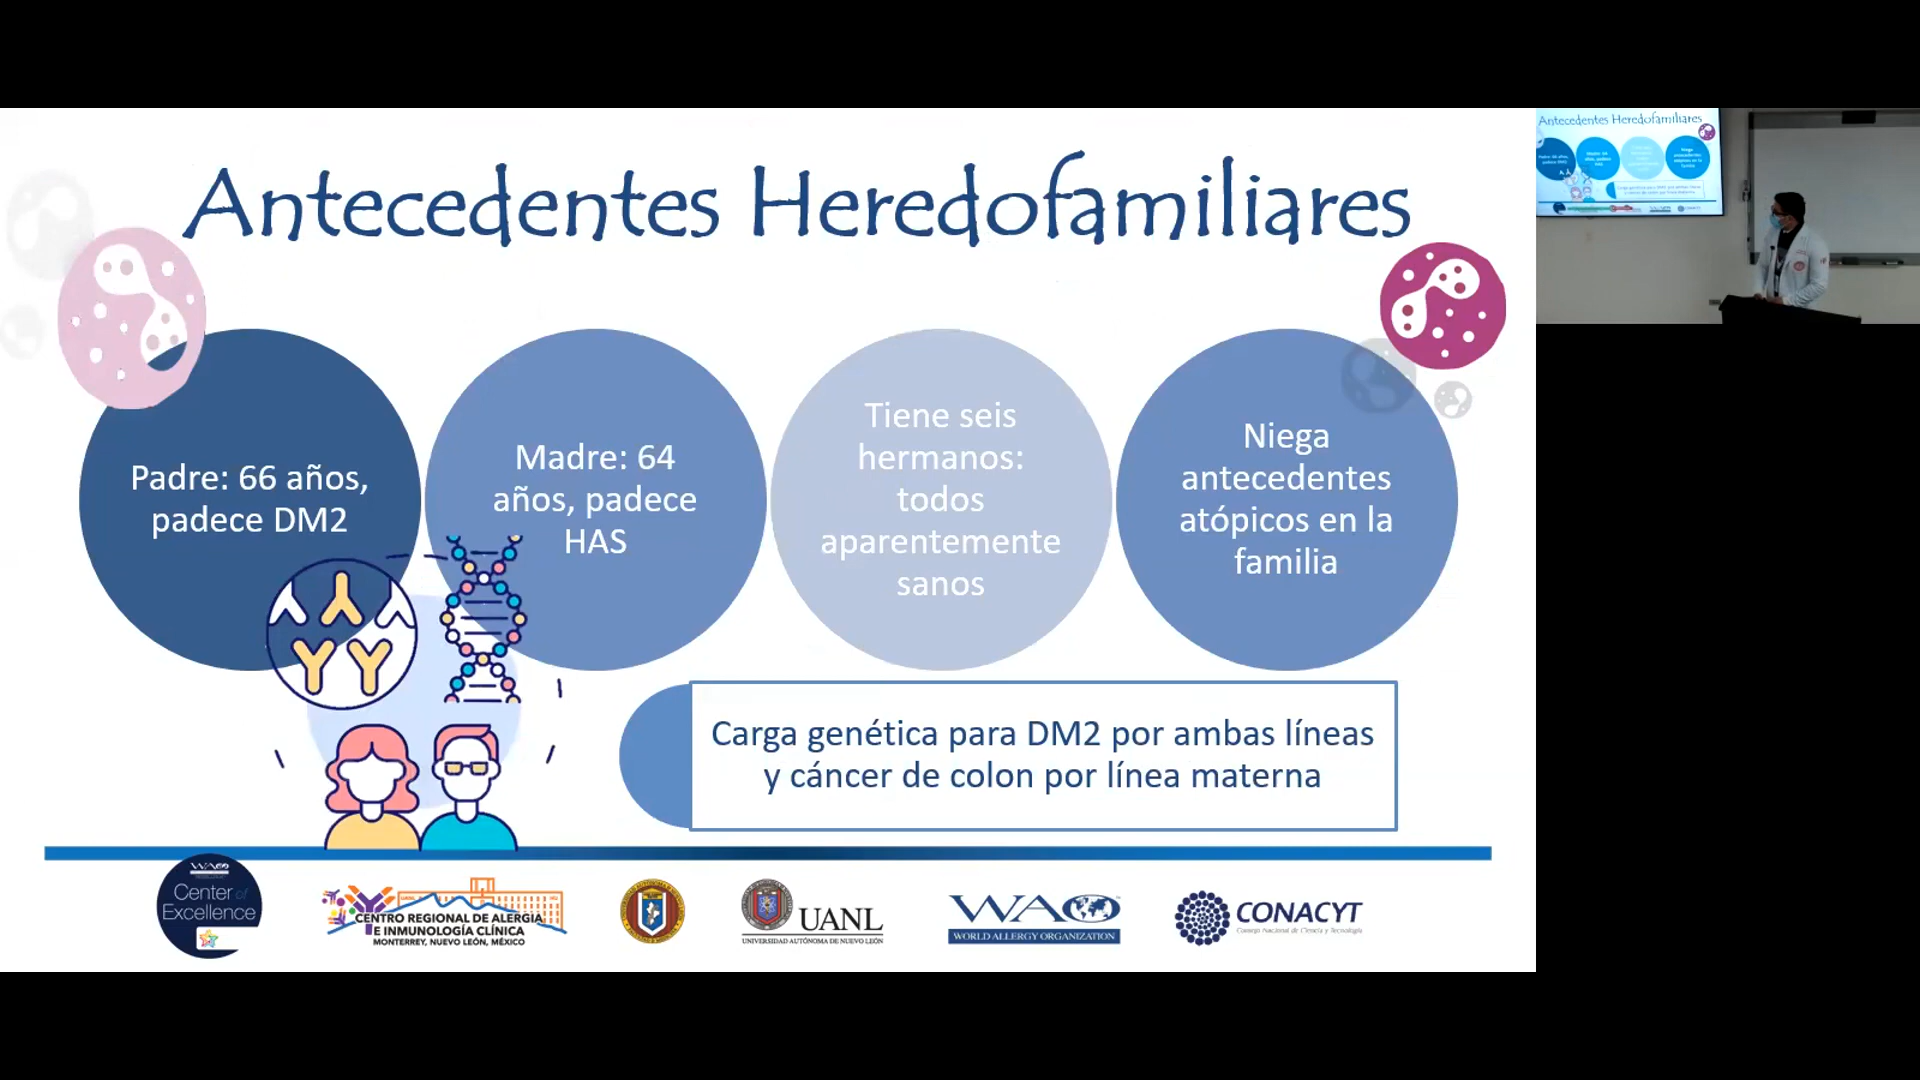 Antecedentes Heredofamiliares
Padre: 66 años,
padece DM2
Madre: 64
años, padece
HAS
Tiene seis
hermanos:
todos
aparentemente
sanos
Niega
antecedentes
atópicos en la
familia
Carga genética para DM2 por ambas líneas
y cáncer de colon por línea materna
WAO
Center of
Excellence
CENTRO REGIONAL DE ALERGIA
E INMUNOLOGÍA CLÍNICA
MONTERREY, NUEVO LEÓN, MÉXICO
UANL
UNIVERSIDAD AUTÓNOMA DE NUEVO LEÓN
WAO
WORLD ALLERGY ORGANIZATION
CONACYT
Consejo Nacional de Ciencia y Tecnología
Antecedentes Heredofamiliares